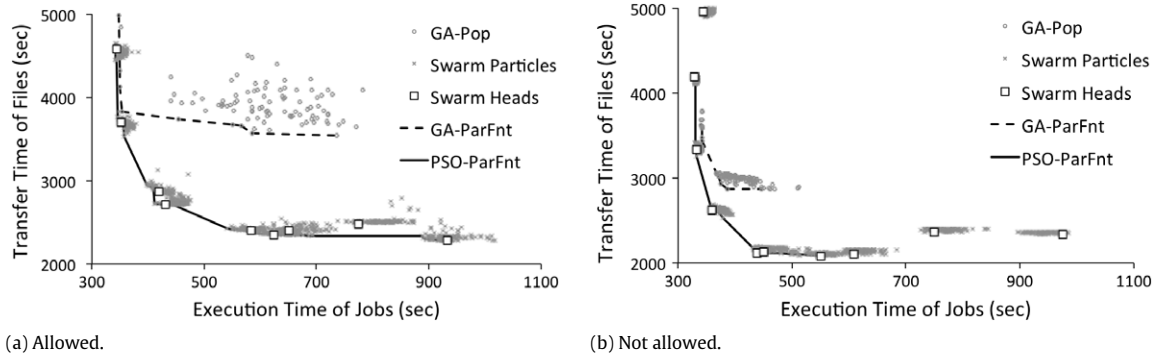 5000
4000
3000
2000
Transfer Time of Files (sec)
300
500
700
900
1100
Execution Time of Jobs (sec)
GA-Pop
Swarm Particles
Swarm Heads
GA-ParFnt
PSO-ParFnt
(a) Allowed.
5000
4000
3000
2000
Transfer Time of Files (sec)
300
500
700
900
1100
Execution Time of Jobs (sec)
GA-Pop
Swarm Particles
Swarm Heads
GA-ParFnt
PSO-ParFnt
(b) Not allowed.